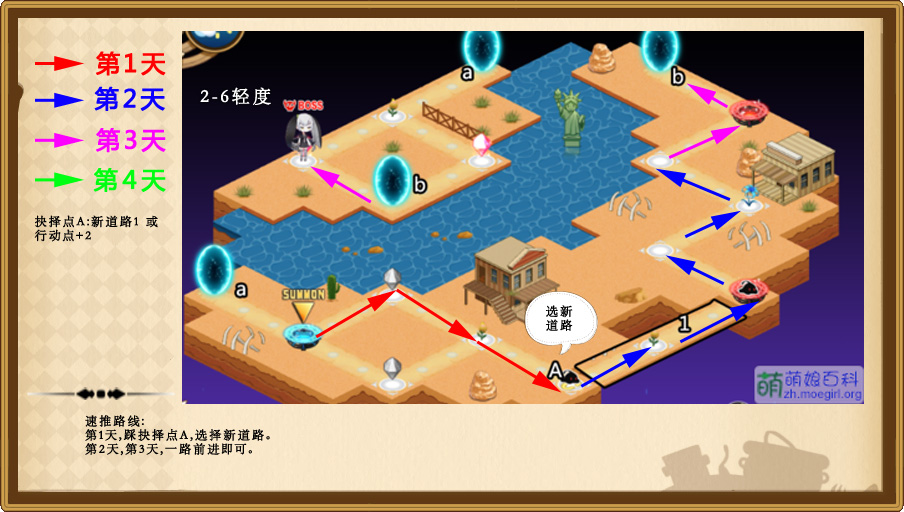 第1天
第2天
第3天
第4天
抉择点A:新道路1 或
行动点+2
2-6轻度
BOSS
a
b
b
a
SUMMON
选新
道路
A
1
萌娘百科
zh.moegirl.org
速推路线:
第1天,踩抉择点A,选择新道路。
第2天,第3天,一路前进即可。